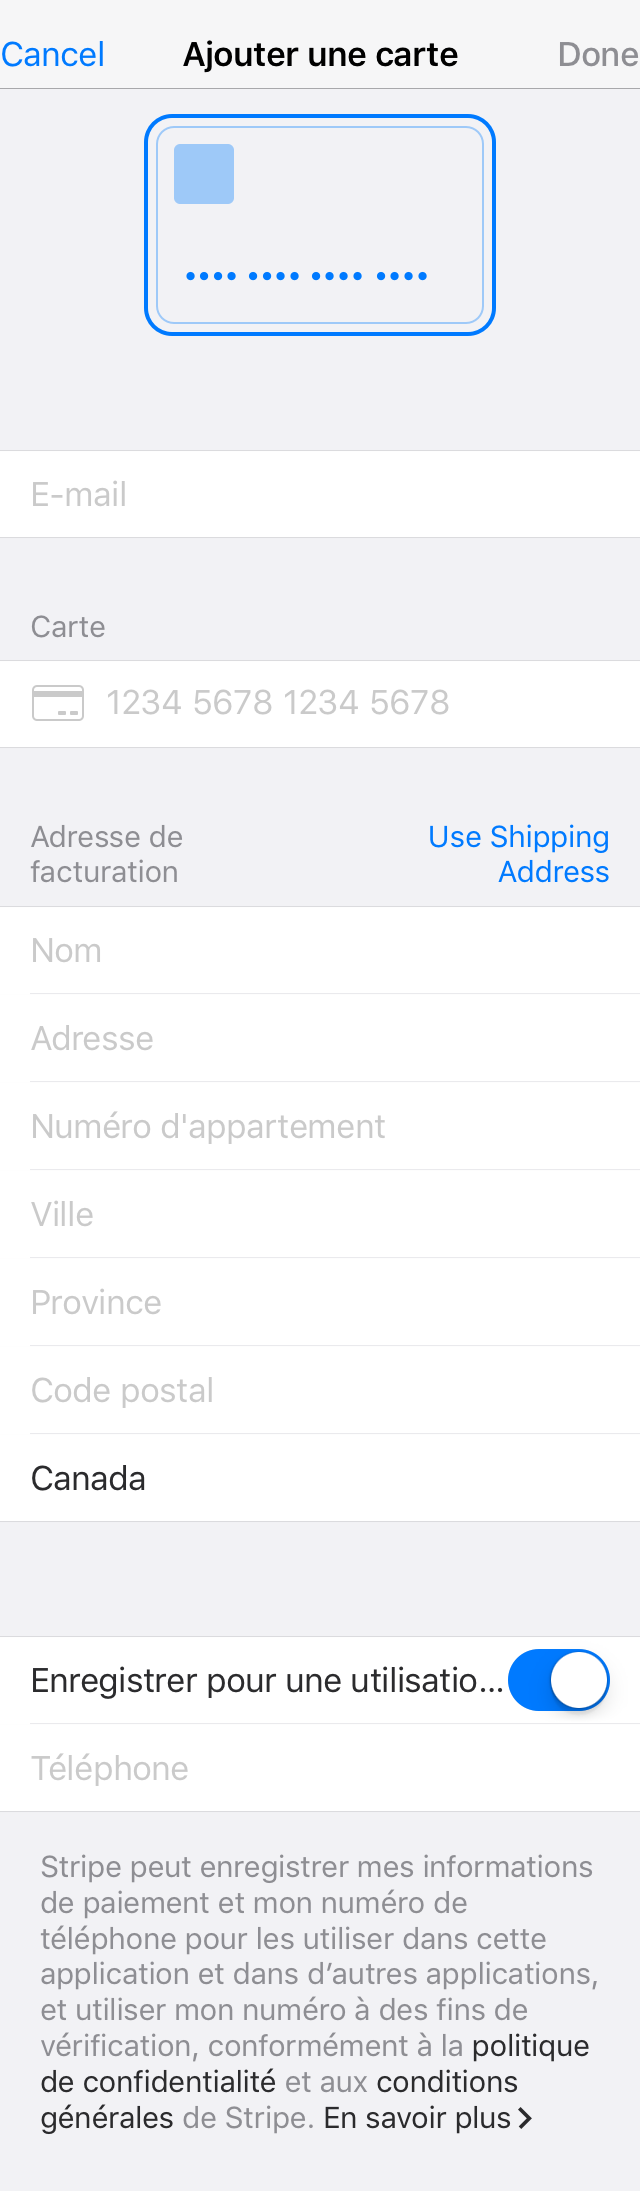 Cancel
Ajouter une carte
Done
•••• •••• •••• ••••
E-mail
Carte
1234 5678 1234 5678
Adresse de
facturation
Use Shipping
Address
Nom
Adresse
Numéro d'appartement
Ville
Province
Code postal
Canada
Enregistrer pour une utilisatio...
Téléphone
Stripe peut enregistrer mes informations
de paiement et mon numéro de
téléphone pour les utiliser dans cette
application et dans d’autres applications,
et utiliser mon numéro à des fins de
vérification, conformément à la politique
de confidentialité et aux conditions
générales de Stripe. En savoir plus